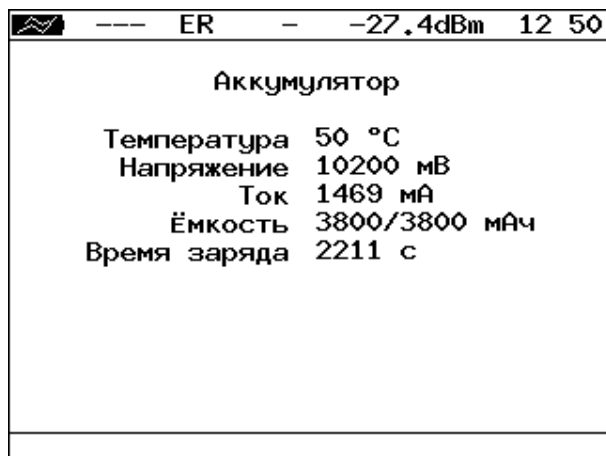 --- ER - -27.4dBm 12 50
Аккумулятор
Температура 50 °C
Напряжение 10200 мВ
Ток 1469 мА
Ёмкость 3800/3800 мАч
Время заряда 2211 с